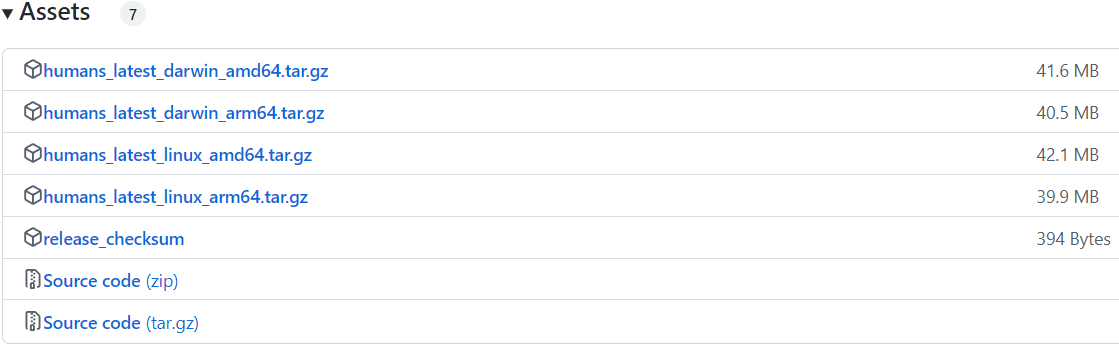 Assets 7
humans_latest_darwin_amd64.tar.gz 41.6 MB
humans_latest_darwin_arm64.tar.gz 40.5 MB
humans_latest_linux_amd64.tar.gz 42.1 MB
humans_latest_linux_arm64.tar.gz 39.9 MB
release_checksum 394 Bytes
Source code (zip)
Source code (tar.gz)